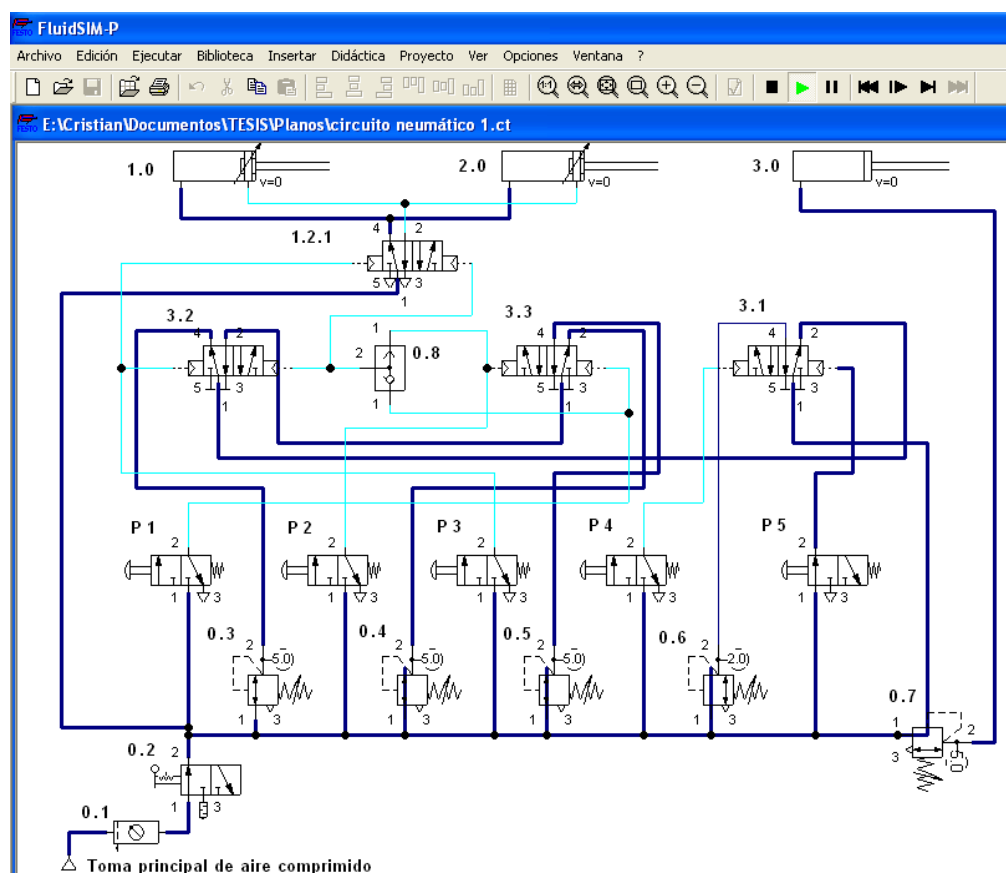 FluidSIM-P
Archivo Edición Ejecutar Biblioteca Insertar Didáctica Proyecto Ver Opciones Ventana ?
1:1
FESTO E:\Cristian\Documentos\TESIS\Planos\circuito neumático 1.ct
1.0 2.0 3.0
v=0 v=0 v=0
4 2
1.2.1
5 3
1
3.2 3.3 3.1
4 2 1 4 2 4 2
2 0.8
5 3 5 3 5 3
1 1 1 1
P 1 P 2 P 3 P 4 P 5
2 2 2 2 2
1 3 1 3 1 3 1 3 1 3
0.3 0.4 0.5 0.6
2 2 2 2
5.0 5.0 5.0 2.0
1 3 1 3 1 3 1 3
0.7
1 2
3 5.0
0.2 2
1 3
0.1
Toma principal de aire comprimido